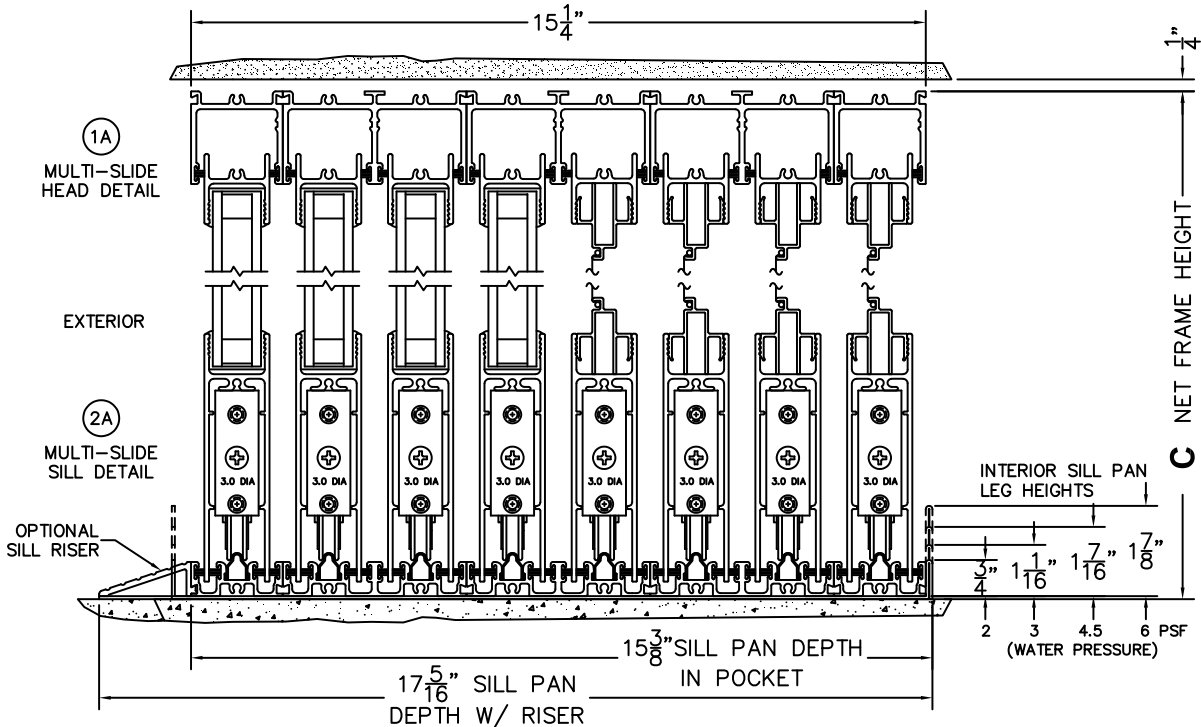 15 1/4"
1/4"
1A
MULTI-SLIDE
HEAD DETAIL
EXTERIOR
C NET FRAME HEIGHT
2A
MULTI-SLIDE
SILL DETAIL
3.0 DIA 3.0 DIA 3.0 DIA 3.0 DIA 3.0 DIA 3.0 DIA 3.0 DIA 3.0 DIA
INTERIOR SILL PAN
LEG HEIGHTS
OPTIONAL
SILL RISER
3/4" 1 1/16" 1 7/16" 1 7/8"
2 3 4.5 6 PSF
(WATER PRESSURE)
15 3/8" SILL PAN DEPTH
IN POCKET
17 5/16" SILL PAN
DEPTH W/ RISER